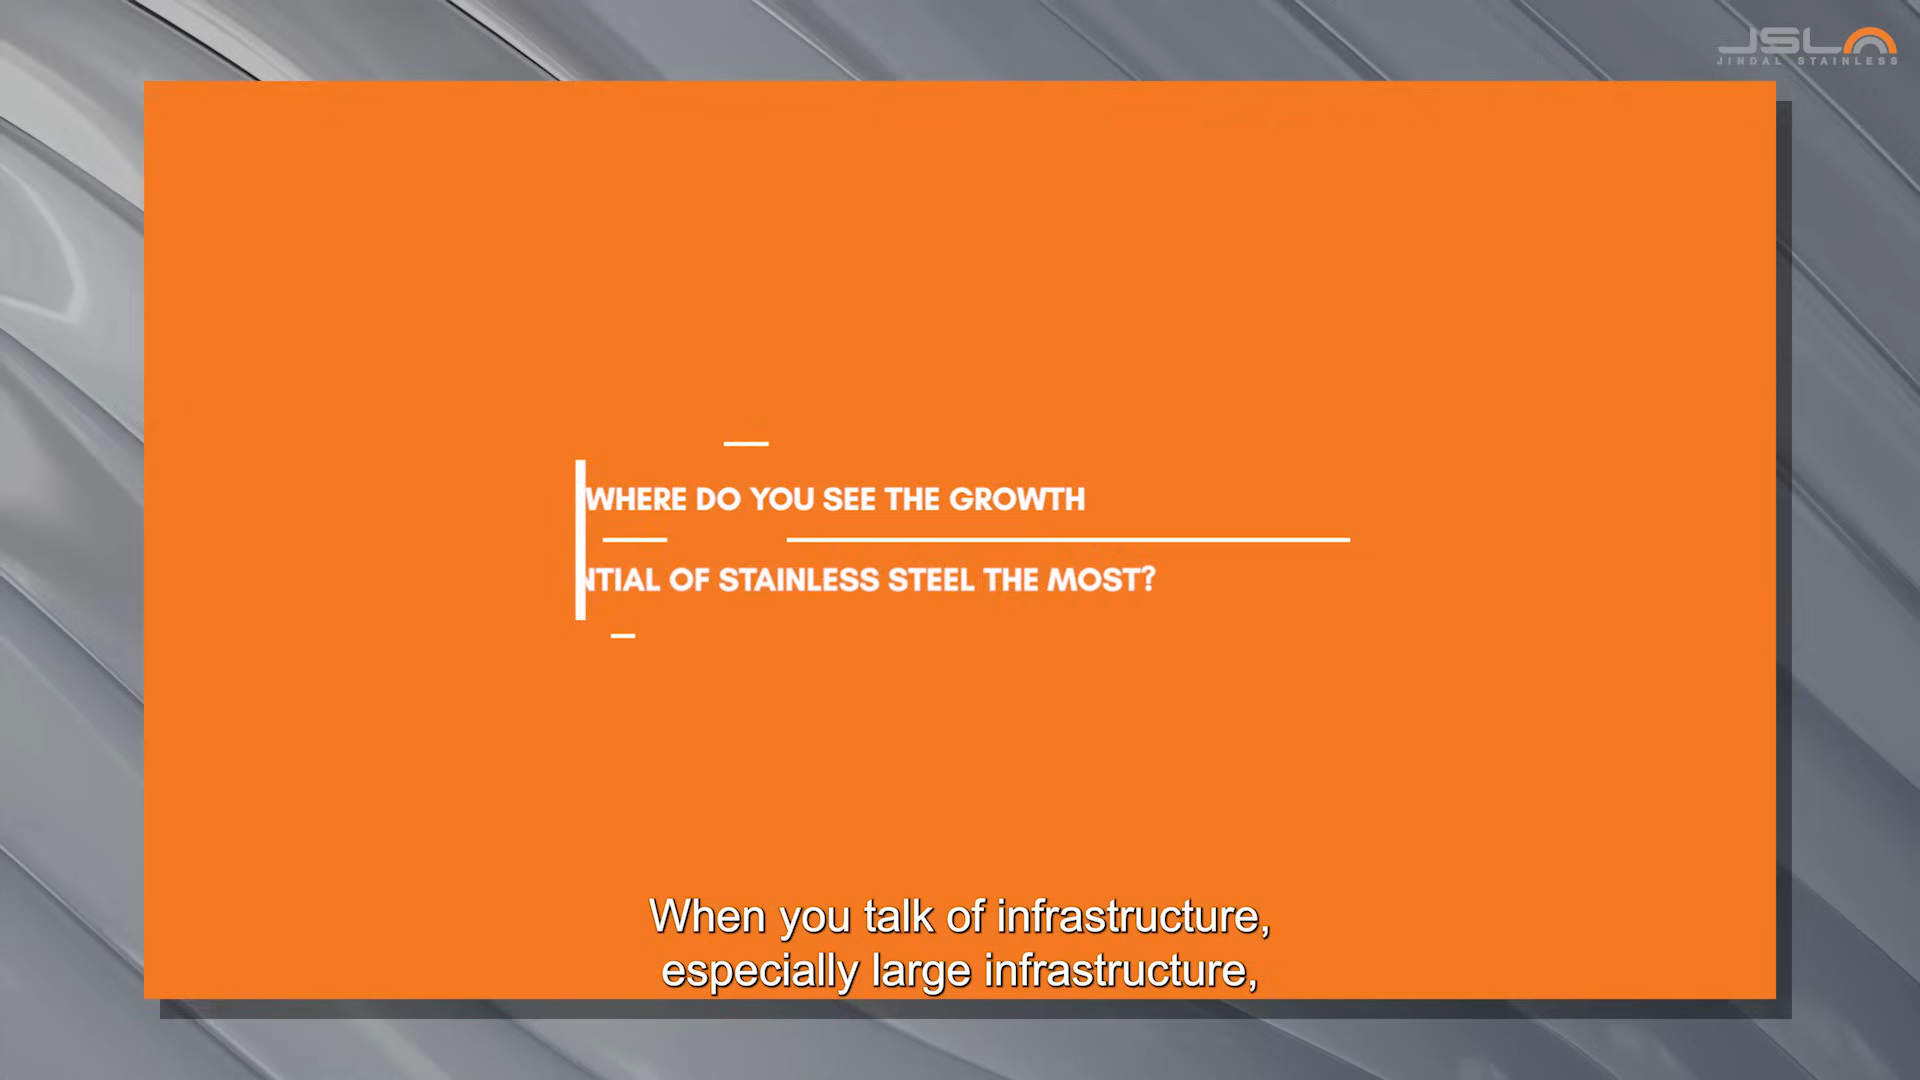 JSL
JINDAL STAINLESS
WHERE DO YOU SEE THE GROWTH
NTIAL OF STAINLESS STEEL THE MOST?
When you talk of infrastructure,
especially large infrastructure,